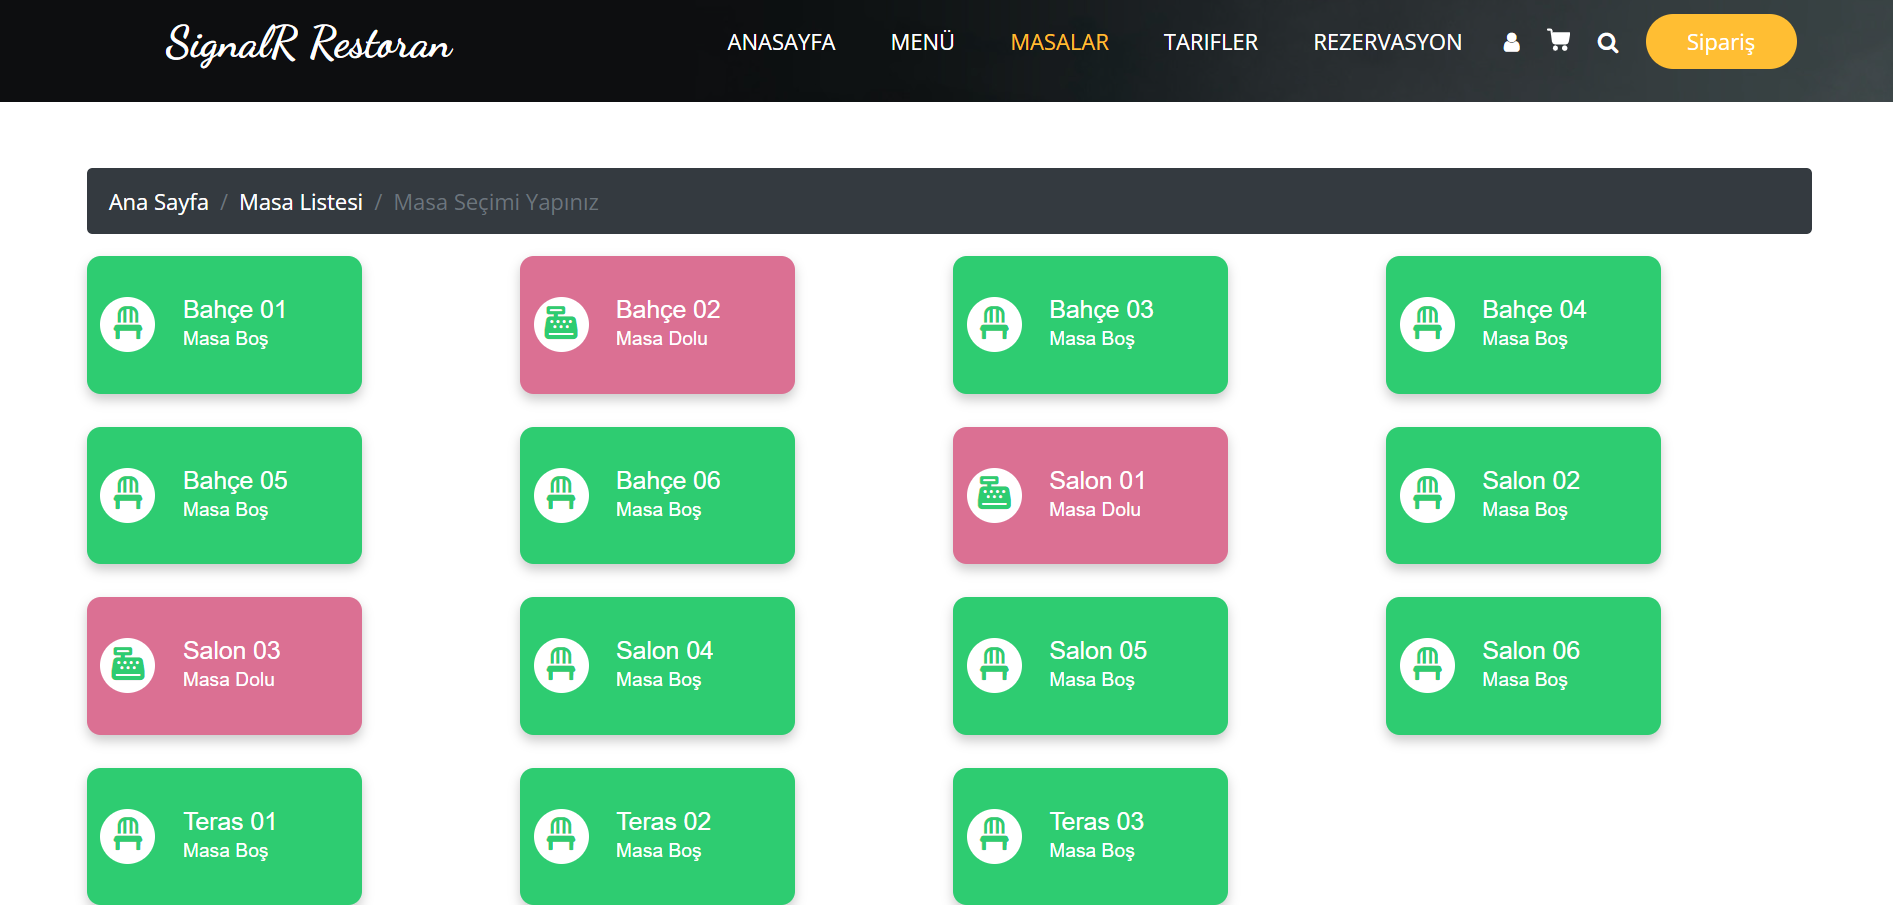 SignalR Restoran
ANASAYFA MENÜ MASALAR TARIFLER REZERVASYON Sipariş
Ana Sayfa / Masa Listesi / Masa Seçimi Yapınız
Bahçe 01
Masa Boş
Bahçe 02
Masa Dolu
Bahçe 03
Masa Boş
Bahçe 04
Masa Boş
Bahçe 05
Masa Boş
Bahçe 06
Masa Boş
Salon 01
Masa Dolu
Salon 02
Masa Boş
Salon 03
Masa Dolu
Salon 04
Masa Boş
Salon 05
Masa Boş
Salon 06
Masa Boş
Teras 01
Masa Boş
Teras 02
Masa Boş
Teras 03
Masa Boş